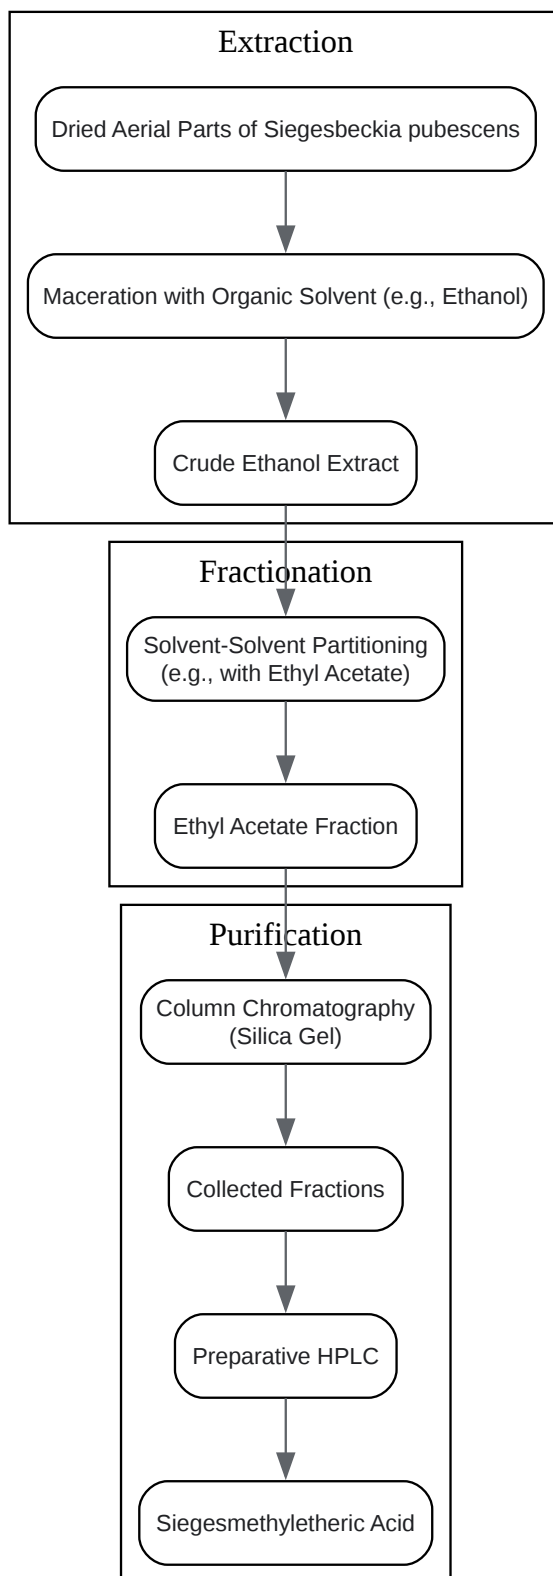 Extraction
Dried Aerial Parts of Siegesbeckia pubescens
Maceration with Organic Solvent (e.g., Ethanol)
Crude Ethanol Extract
Fractionation
Solvent-Solvent Partitioning
(e.g., with Ethyl Acetate)
Ethyl Acetate Fraction
Purification
Column Chromatography
(Silica Gel)
Collected Fractions
Preparative HPLC
Siegesmethyletheric Acid